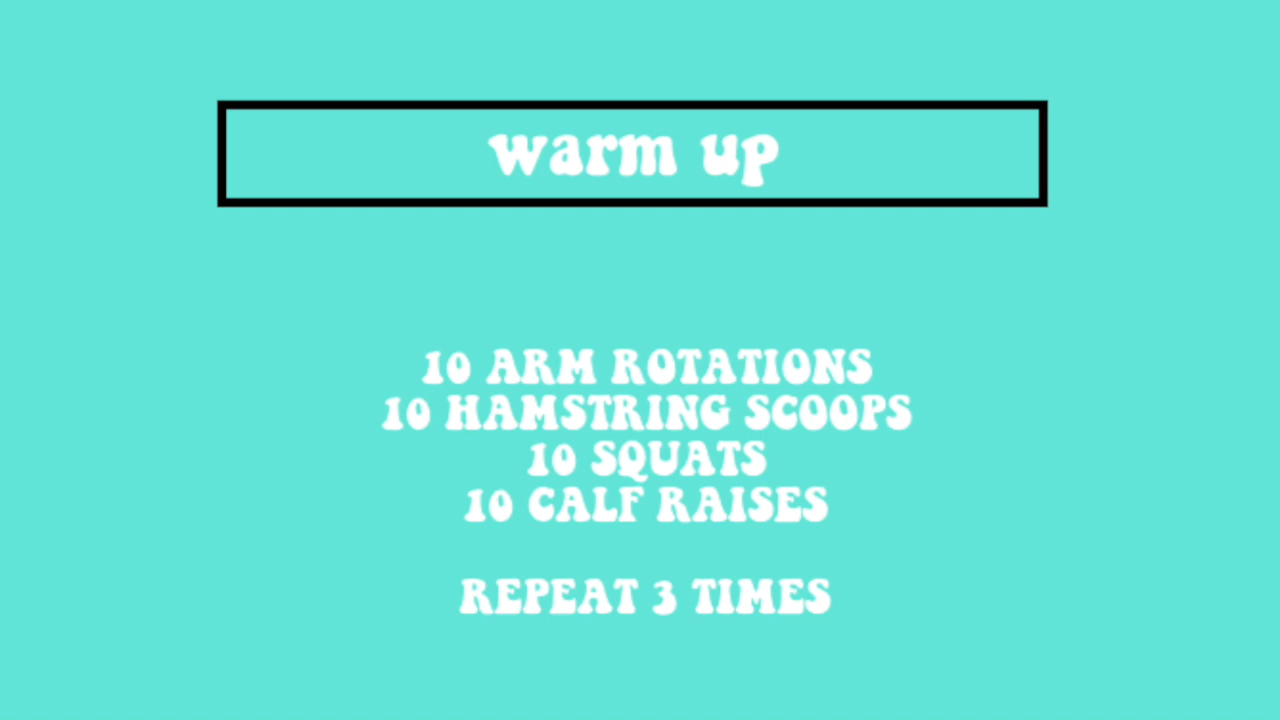 warm up
10 ARM ROTATIONS
10 HAMSTRING SCOOPS
10 SQUATS
10 CALF RAISES
REPEAT 3 TIMES